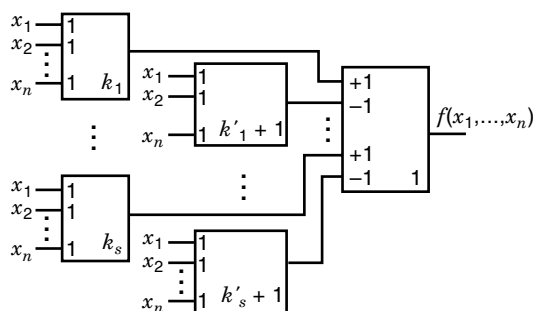 x₁ 1
x₂ 1
⋮
xₙ 1
k₁
x₁ 1
x₂ 1
⋮
xₙ 1
k′₁ + 1
+1
−1
⋮
+1
−1
1
f(x₁,...,xₙ)
⋮
x₁ 1
x₂ 1
⋮
xₙ 1
kₛ
⋮
x₁ 1
x₂ 1
⋮
xₙ 1
k′ₛ + 1